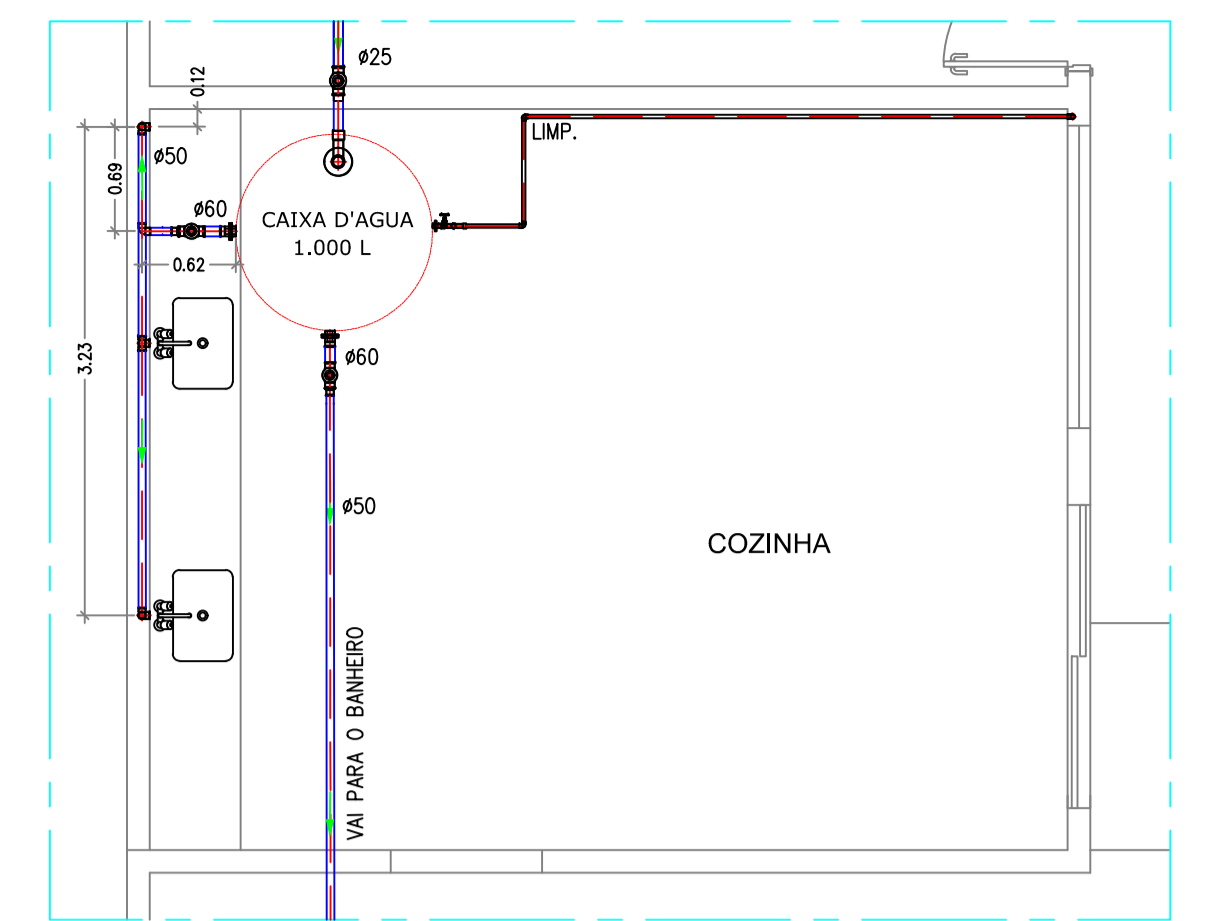 ø25
0.12
ø50
0.69
ø60
LIMP.
CAIXA D'AGUA
1.000 L
0.62
3.23
ø60
ø50
COZINHA
VAI PARA O BANHEIRO